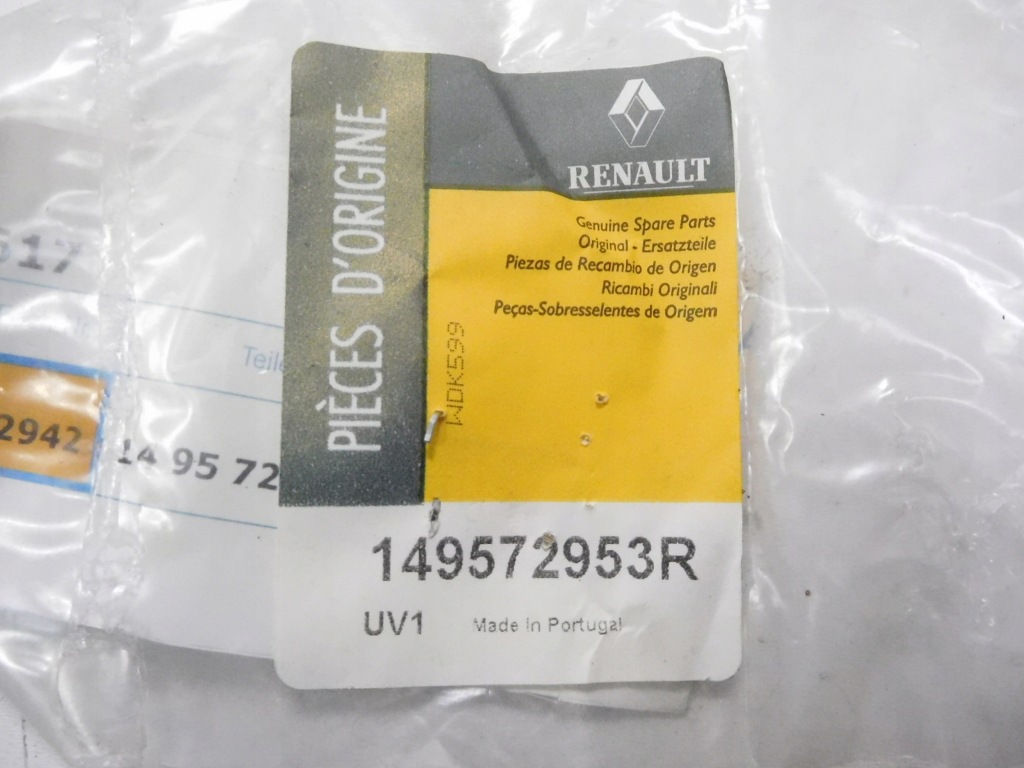 PIÈCES D'ORIGINE
RENAULT
Genuine Spare Parts
Original - Ersatzteile
Piezas de Recambio de Origen
Ricambi Originali
Peças-Sobresselentes de Origem
WDK599
149572953R
UV1 Made in Portugal
517
Teile
2942
14 95 72